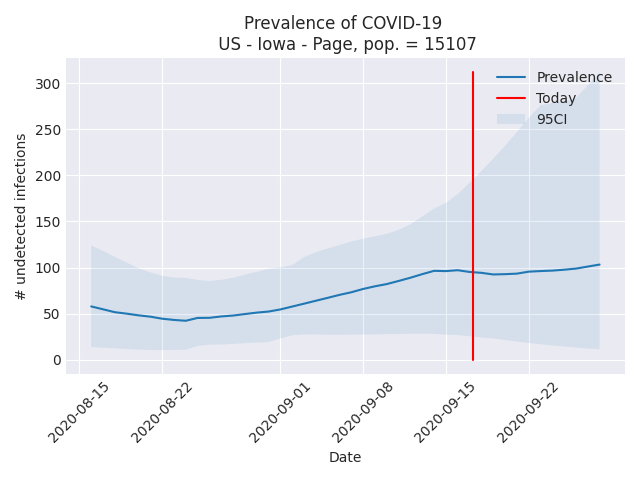 Prevalence of COVID-19
US - Iowa - Page, pop. = 15107
# undetected infections
300
250
200
150
100
50
0
Prevalence
Today
95CI
2020-08-15
2020-08-22
2020-09-01
2020-09-08
2020-09-15
2020-09-22
Date